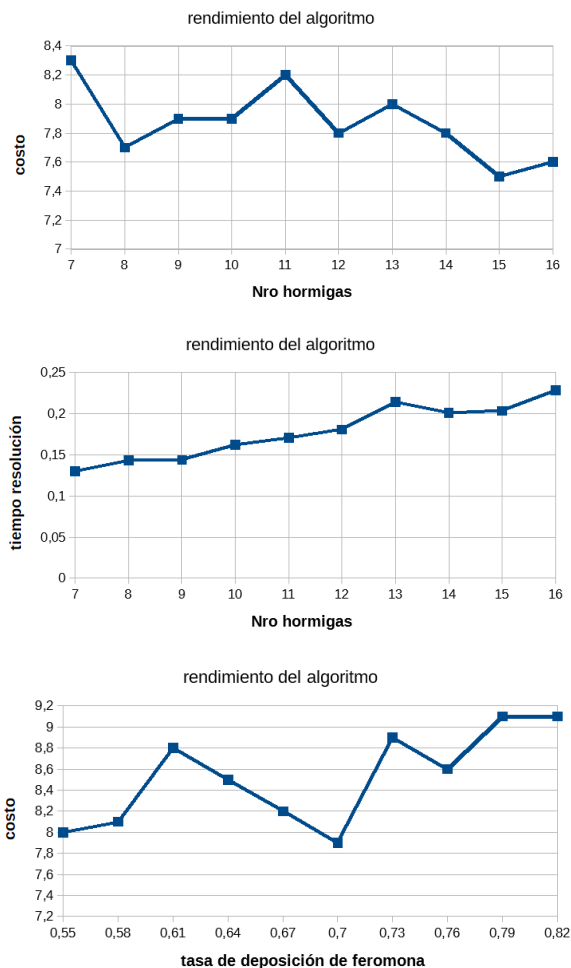 rendimiento del algoritmo
8,4
8,2
8
7,8
7,6
7,4
7,2
7
costo
7 8 9 10 11 12 13 14 15 16
Nro hormigas
rendimiento del algoritmo
0,25
0,2
0,15
0,1
0,05
0
tiempo resolución
7 8 9 10 11 12 13 14 15 16
Nro hormigas
rendimiento del algoritmo
9,2
9
8,8
8,6
8,4
8,2
8
7,8
7,6
7,4
7,2
costo
0,55 0,58 0,61 0,64 0,67 0,7 0,73 0,76 0,79 0,82
tasa de deposición de feromona